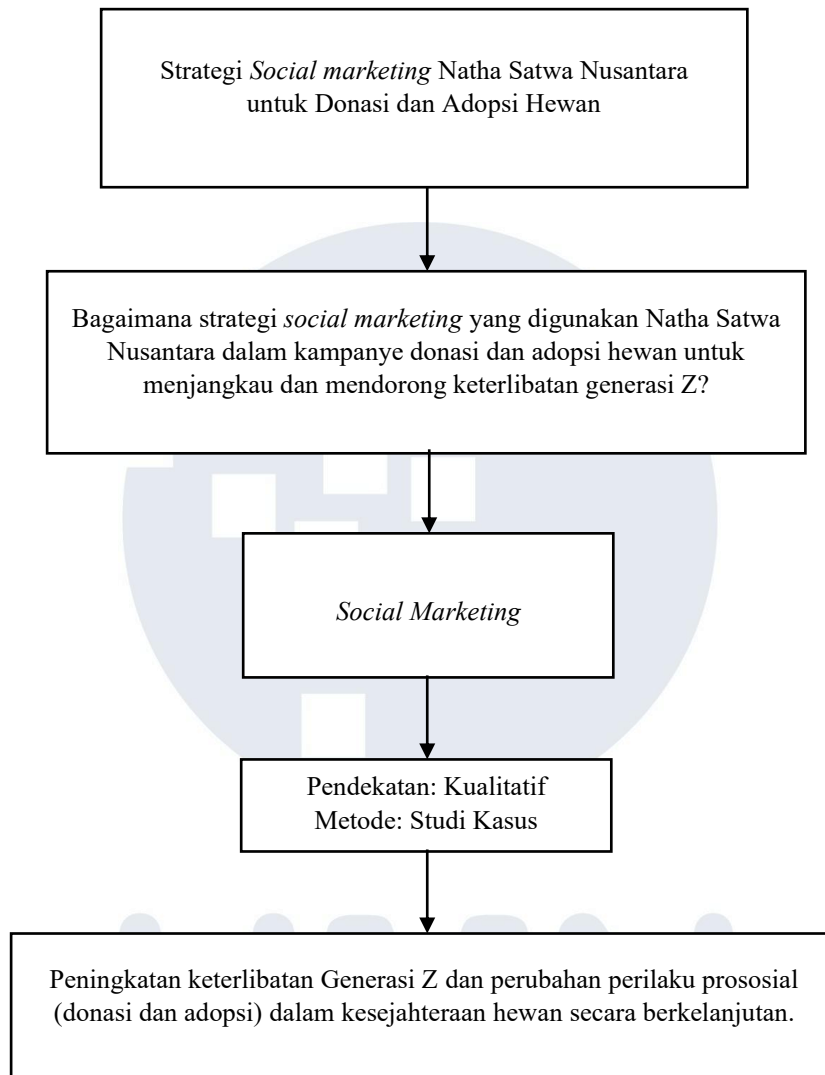 Strategi Social marketing Natha Satwa Nusantara
untuk Donasi dan Adopsi Hewan
Bagaimana strategi social marketing yang digunakan Natha Satwa
Nusantara dalam kampanye donasi dan adopsi hewan untuk
menjangkau dan mendorong keterlibatan generasi Z?
Social Marketing
Pendekatan: Kualitatif
Metode: Studi Kasus
Peningkatan keterlibatan Generasi Z dan perubahan perilaku prososial
(donasi dan adopsi) dalam kesejahteraan hewan secara berkelanjutan.